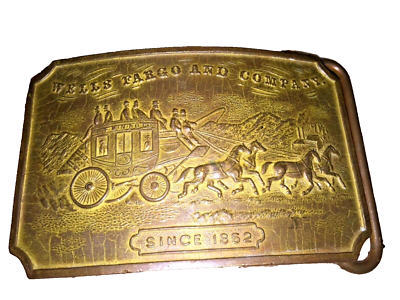 WELLS FARGO AND COMPANY.
SINCE 1852